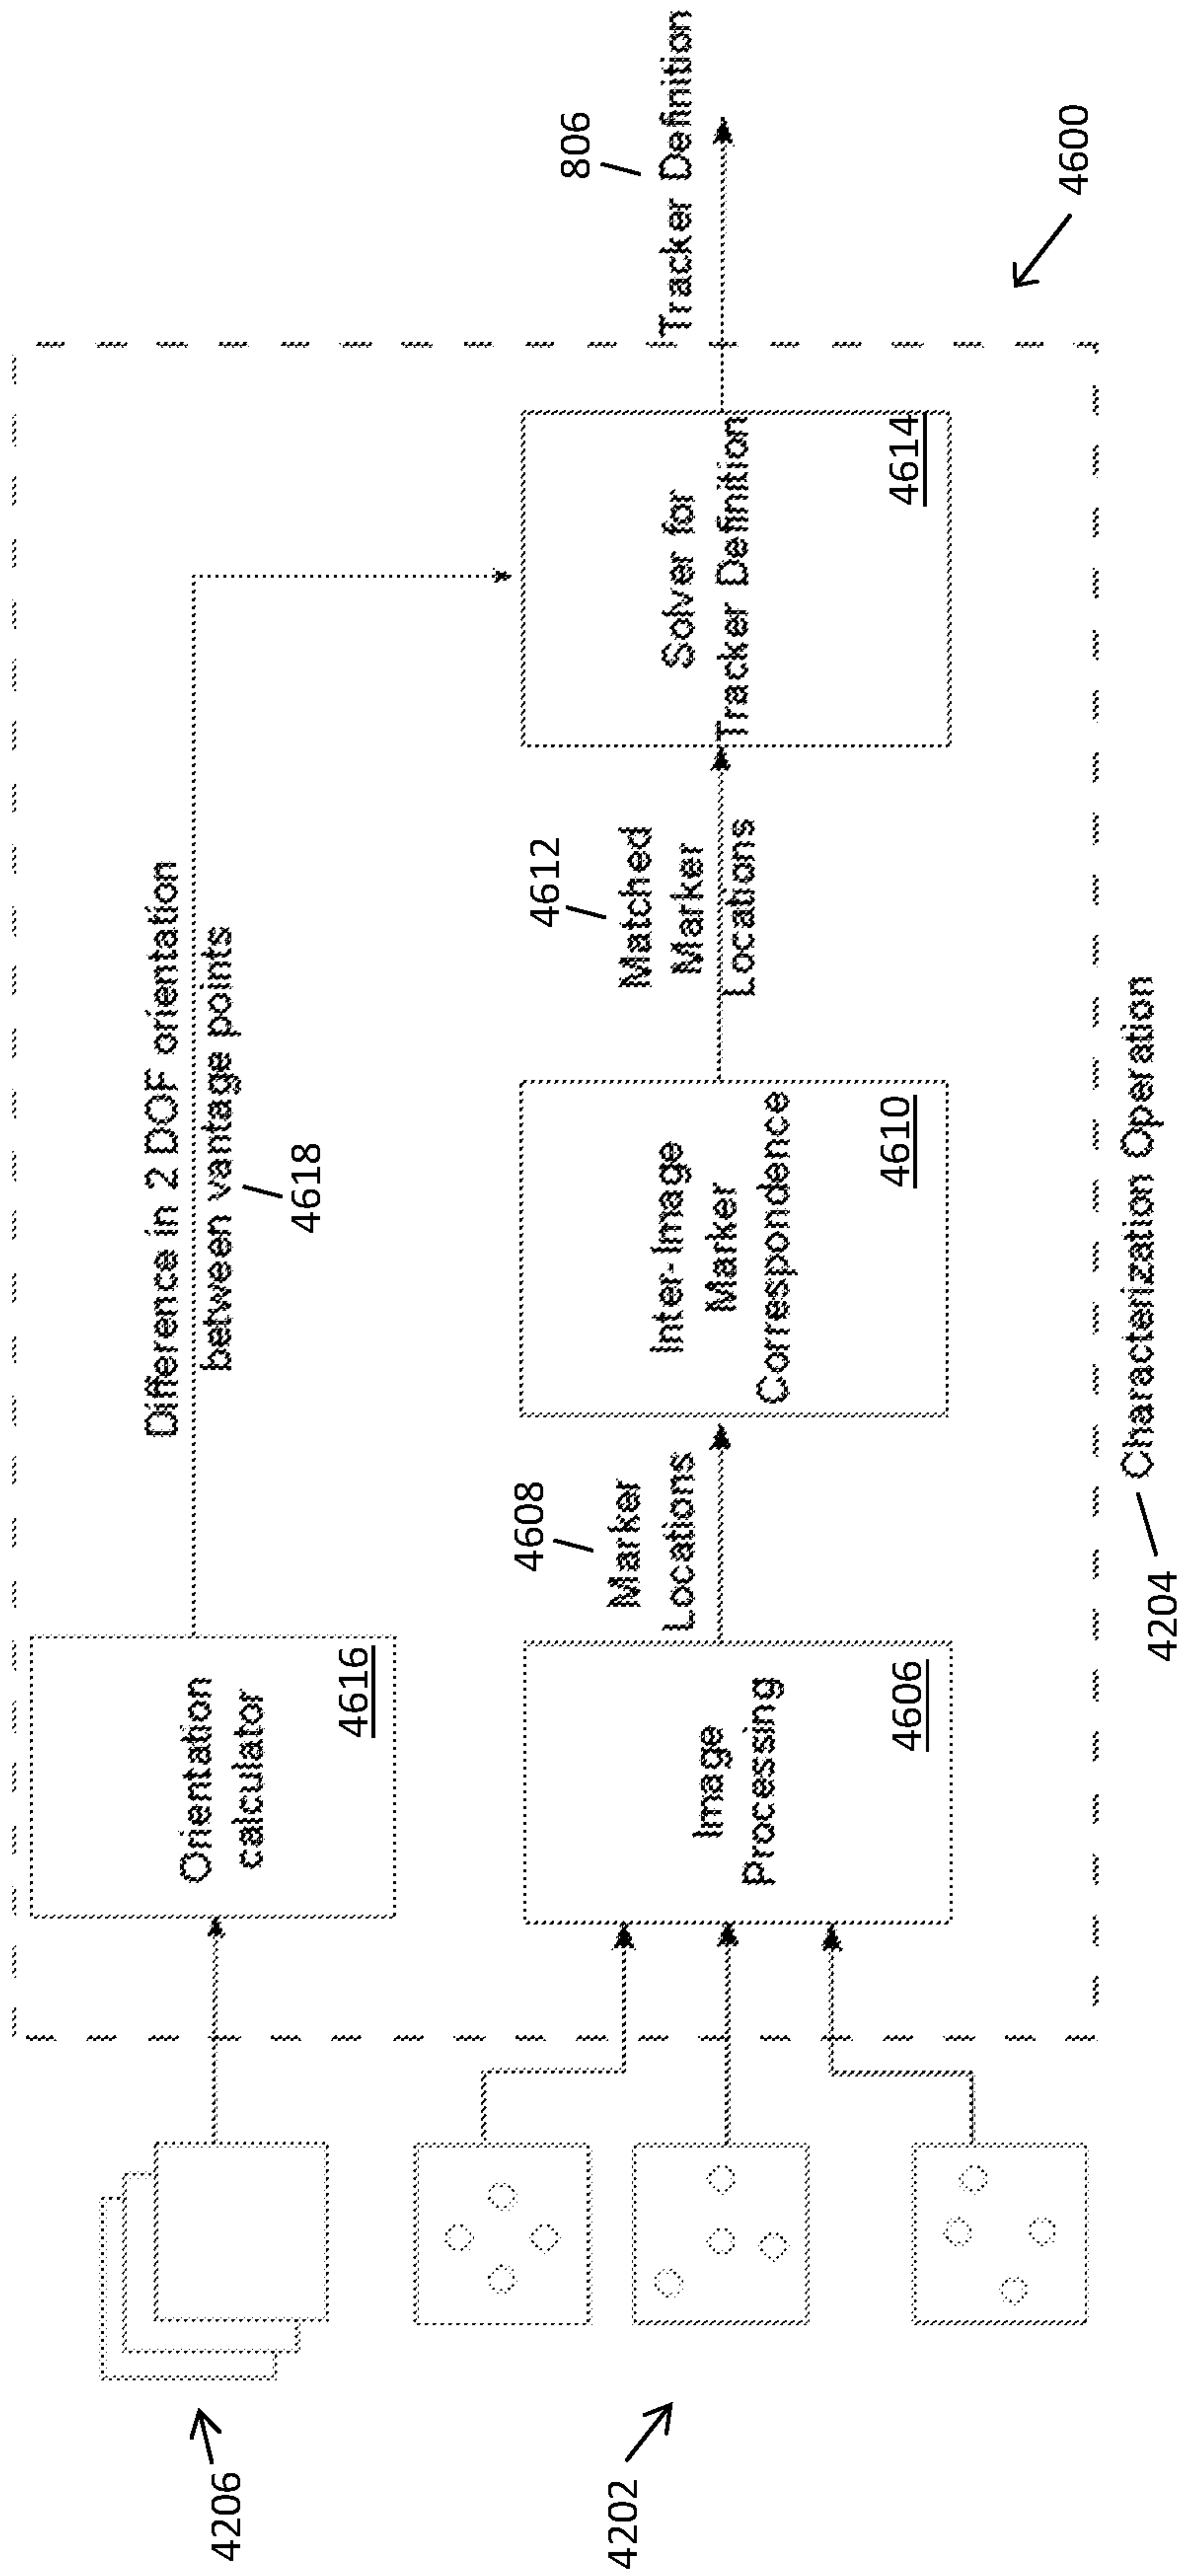 4206
4202
Orientation
calculator
4616
Image
Processing
4606
Difference in 2 DOF orientation
between vantage points
4618
4608
Marker
Locations
Inter-Image
Marker
Correspondence
4610
4612
Matched
Marker
Locations
Solver for
Tracker Definition
4614
806
Tracker Definition
4600
4204
Characterization Operation